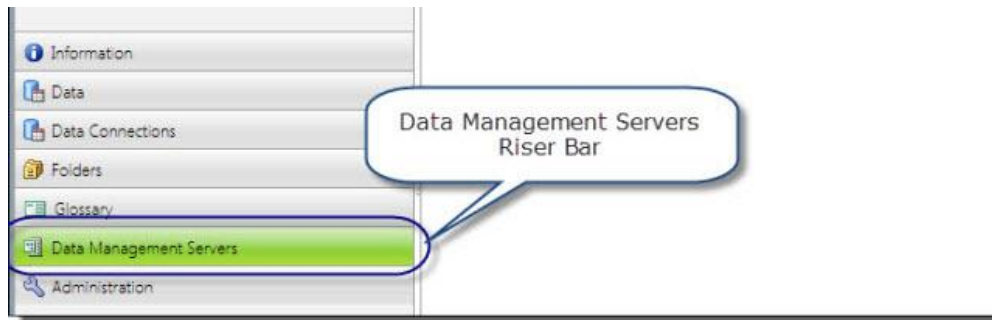 Information
Data
Data Connections
Data Management Servers
Riser Bar
Folders
Glossary
Data Management Servers
Administration